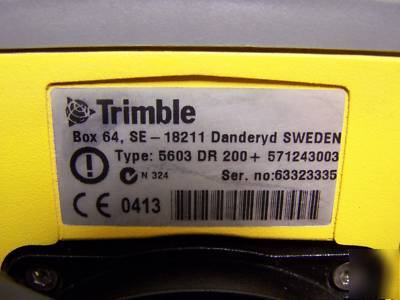 Trimble
Box 64, SE - 18211 Danderyd SWEDEN
Type: 5603 DR 200+ 571243003
N 324
Ser. no:63323335
CE 0413